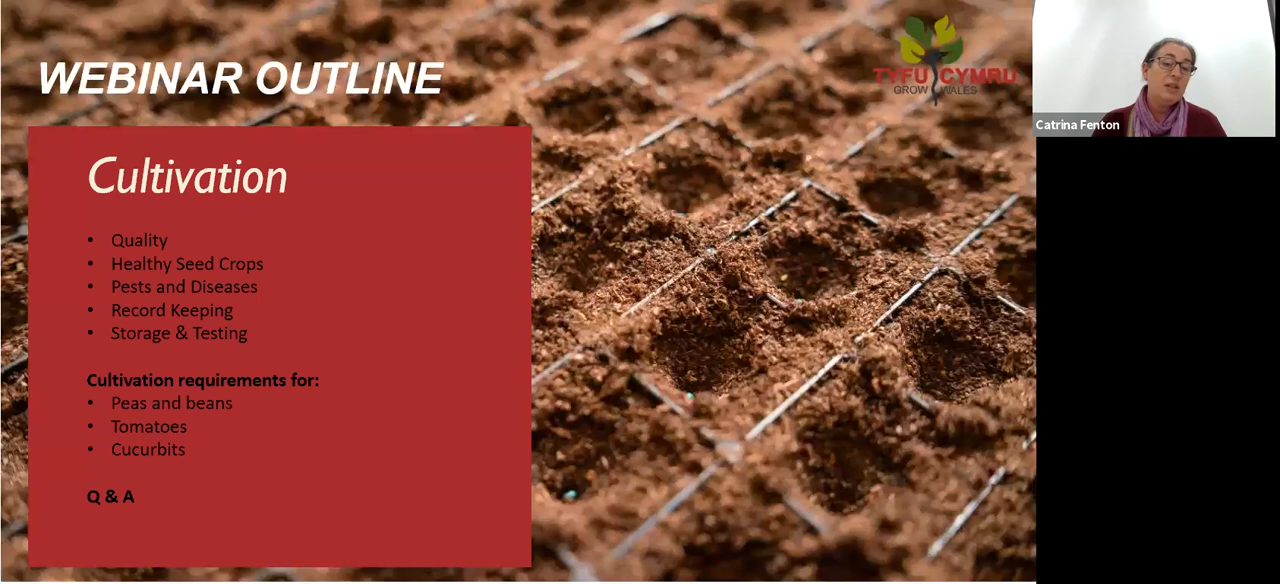 WEBINAR OUTLINE
TYFU CYMRU
GROW WALES
Catrina Fenton
Cultivation
• Quality
• Healthy Seed Crops
• Pests and Diseases
• Record Keeping
• Storage & Testing
Cultivation requirements for:
• Peas and beans
• Tomatoes
• Cucurbits
Q & A